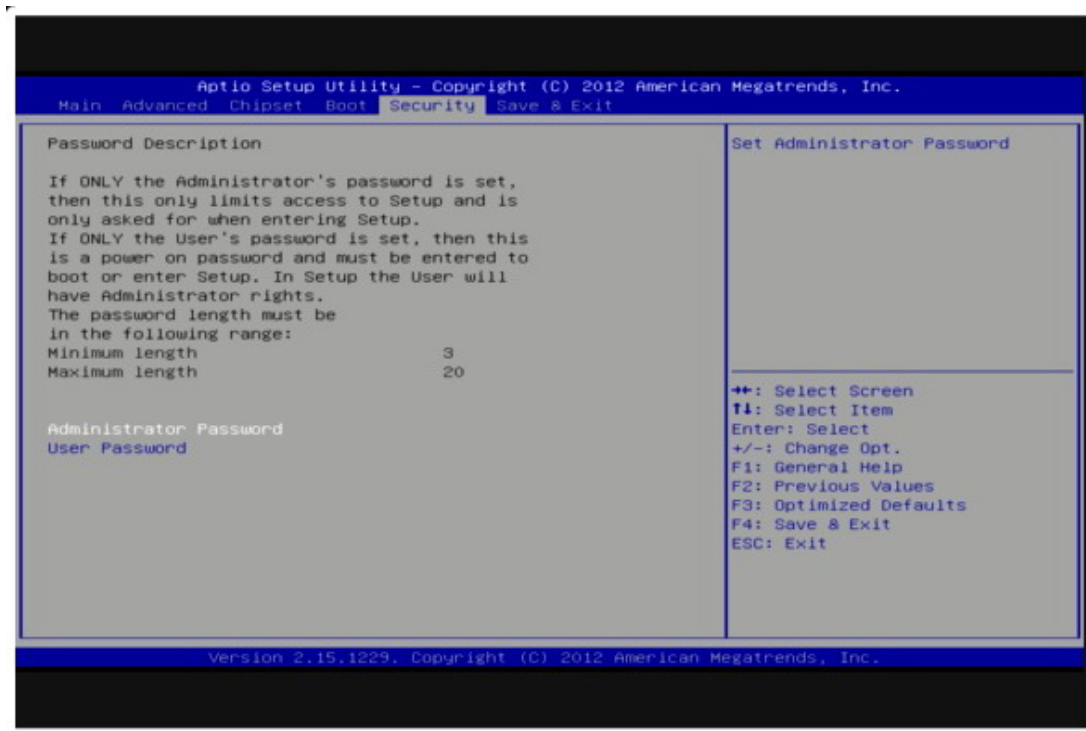 Aptio Setup Utility – Copyright (C) 2012 American Megatrends, Inc.
Main Advanced Chipset Boot Security Save & Exit
Password Description
If ONLY the Administrator's password is set,
then this only limits access to Setup and is
only asked for when entering Setup.
If ONLY the User's password is set, then this
is a power on password and must be entered to
boot or enter Setup. In Setup the User will
have Administrator rights.
The password length must be
in the following range:
Minimum length 3
Maximum length 20
Administrator Password
User Password
Set Administrator Password
→←: Select Screen
↑↓: Select Item
Enter: Select
+/-: Change Opt.
F1: General Help
F2: Previous Values
F3: Optimized Defaults
F4: Save & Exit
ESC: Exit
Version 2.15.1229. Copyright (C) 2012 American Megatrends, Inc.